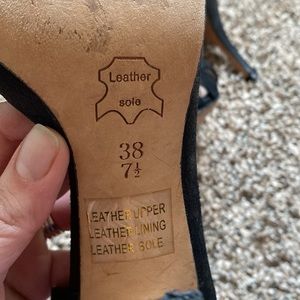 Leather
sole
38
7½
LEATHER UPPER
LEATHER LINING
LEATHER SOLE